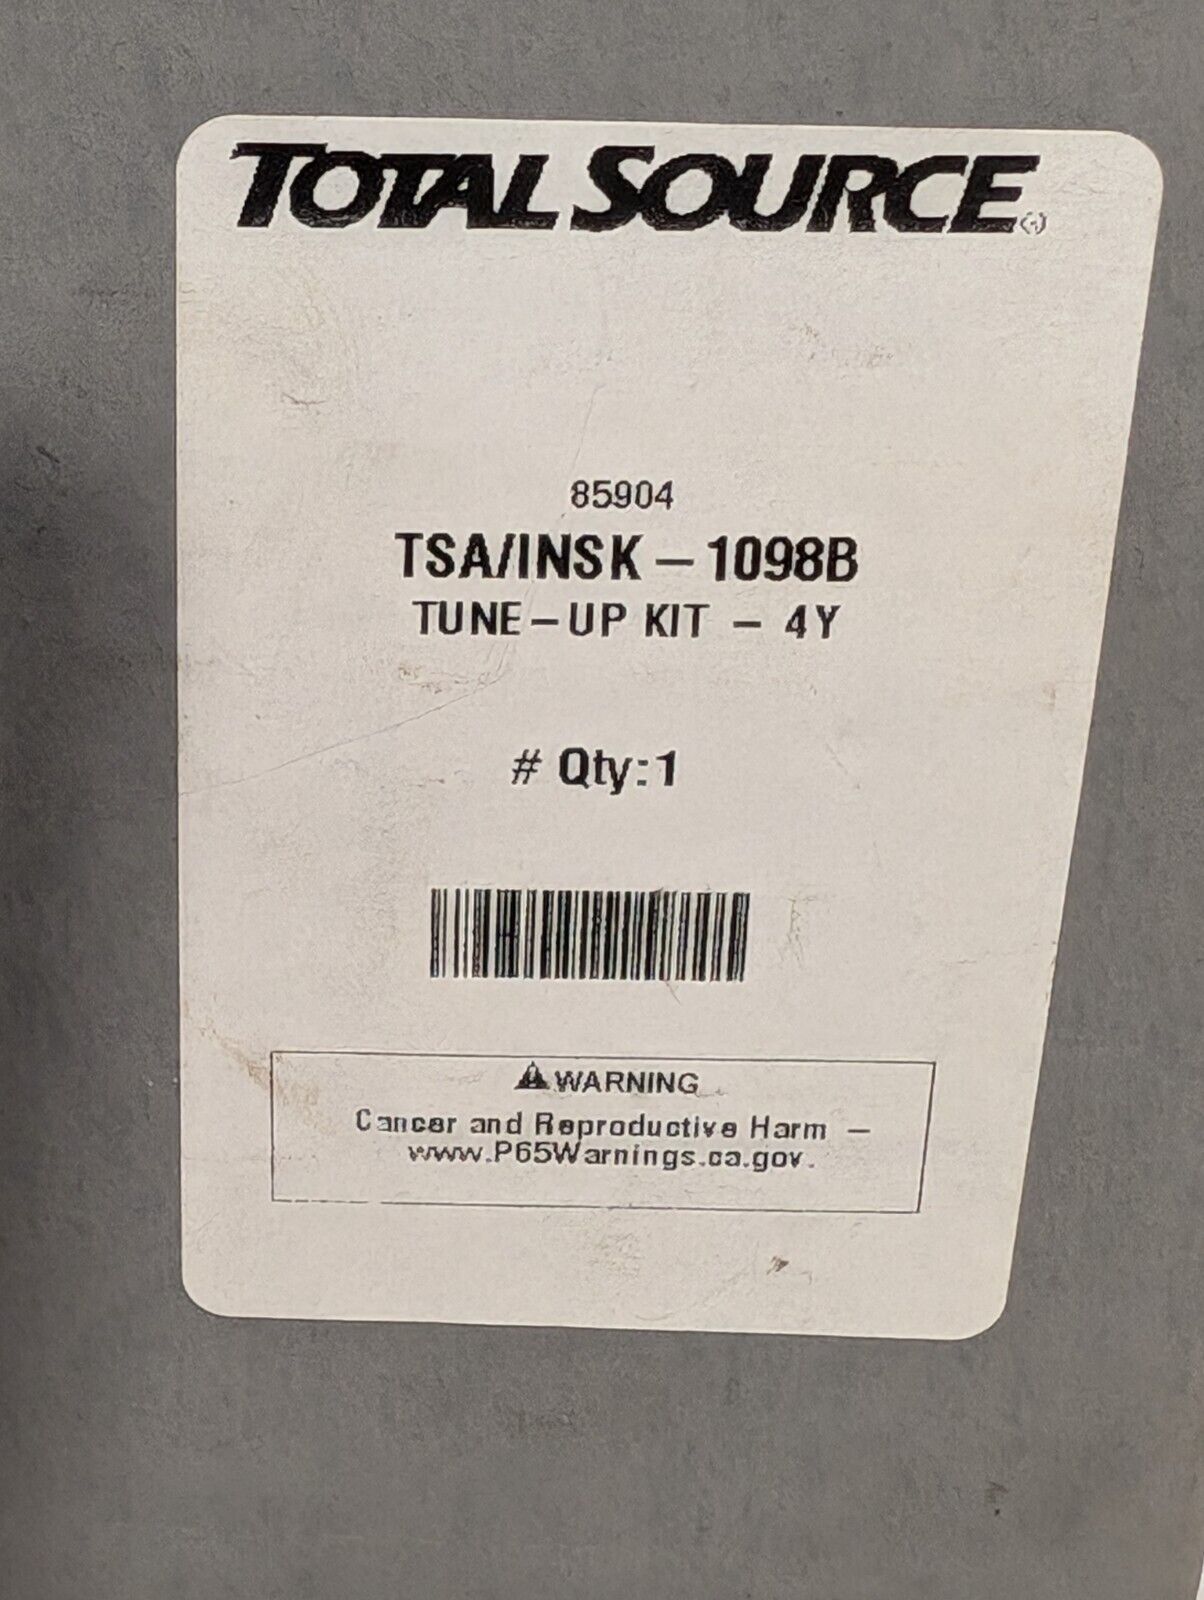 TOTAL SOURCE®
85904
TSA/INSK-1098B
TUNE-UP KIT - 4Y
# Qty:1
⚠ WARNING
Cancer and Reproductive Harm -
www.P65Warnings.ca.gov.